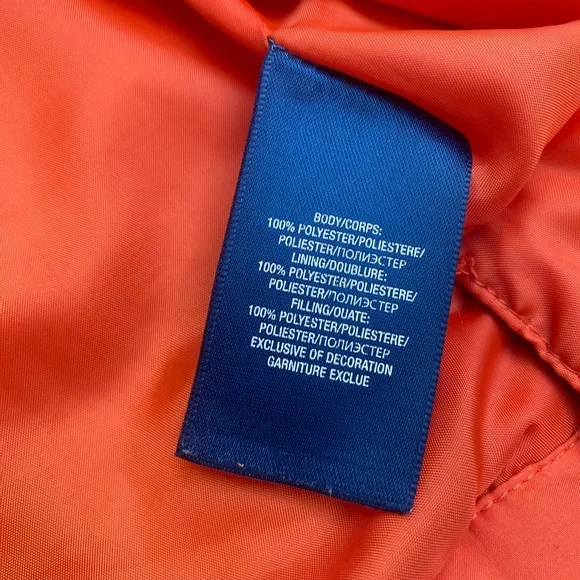 BODY/CORPS:
100% POLYESTER/POLIESTERE/
POLIESTER/ПОЛИЭСТЕР
LINING/DOUBLURE:
100% POLYESTER/POLIESTERE/
POLIESTER/ПОЛИЭСТЕР
FILLING/OUATE:
100% POLYESTER/POLIESTERE/
POLIESTER/ПОЛИЭСТЕР
EXCLUSIVE OF DECORATION
GARNITURE EXCLUE